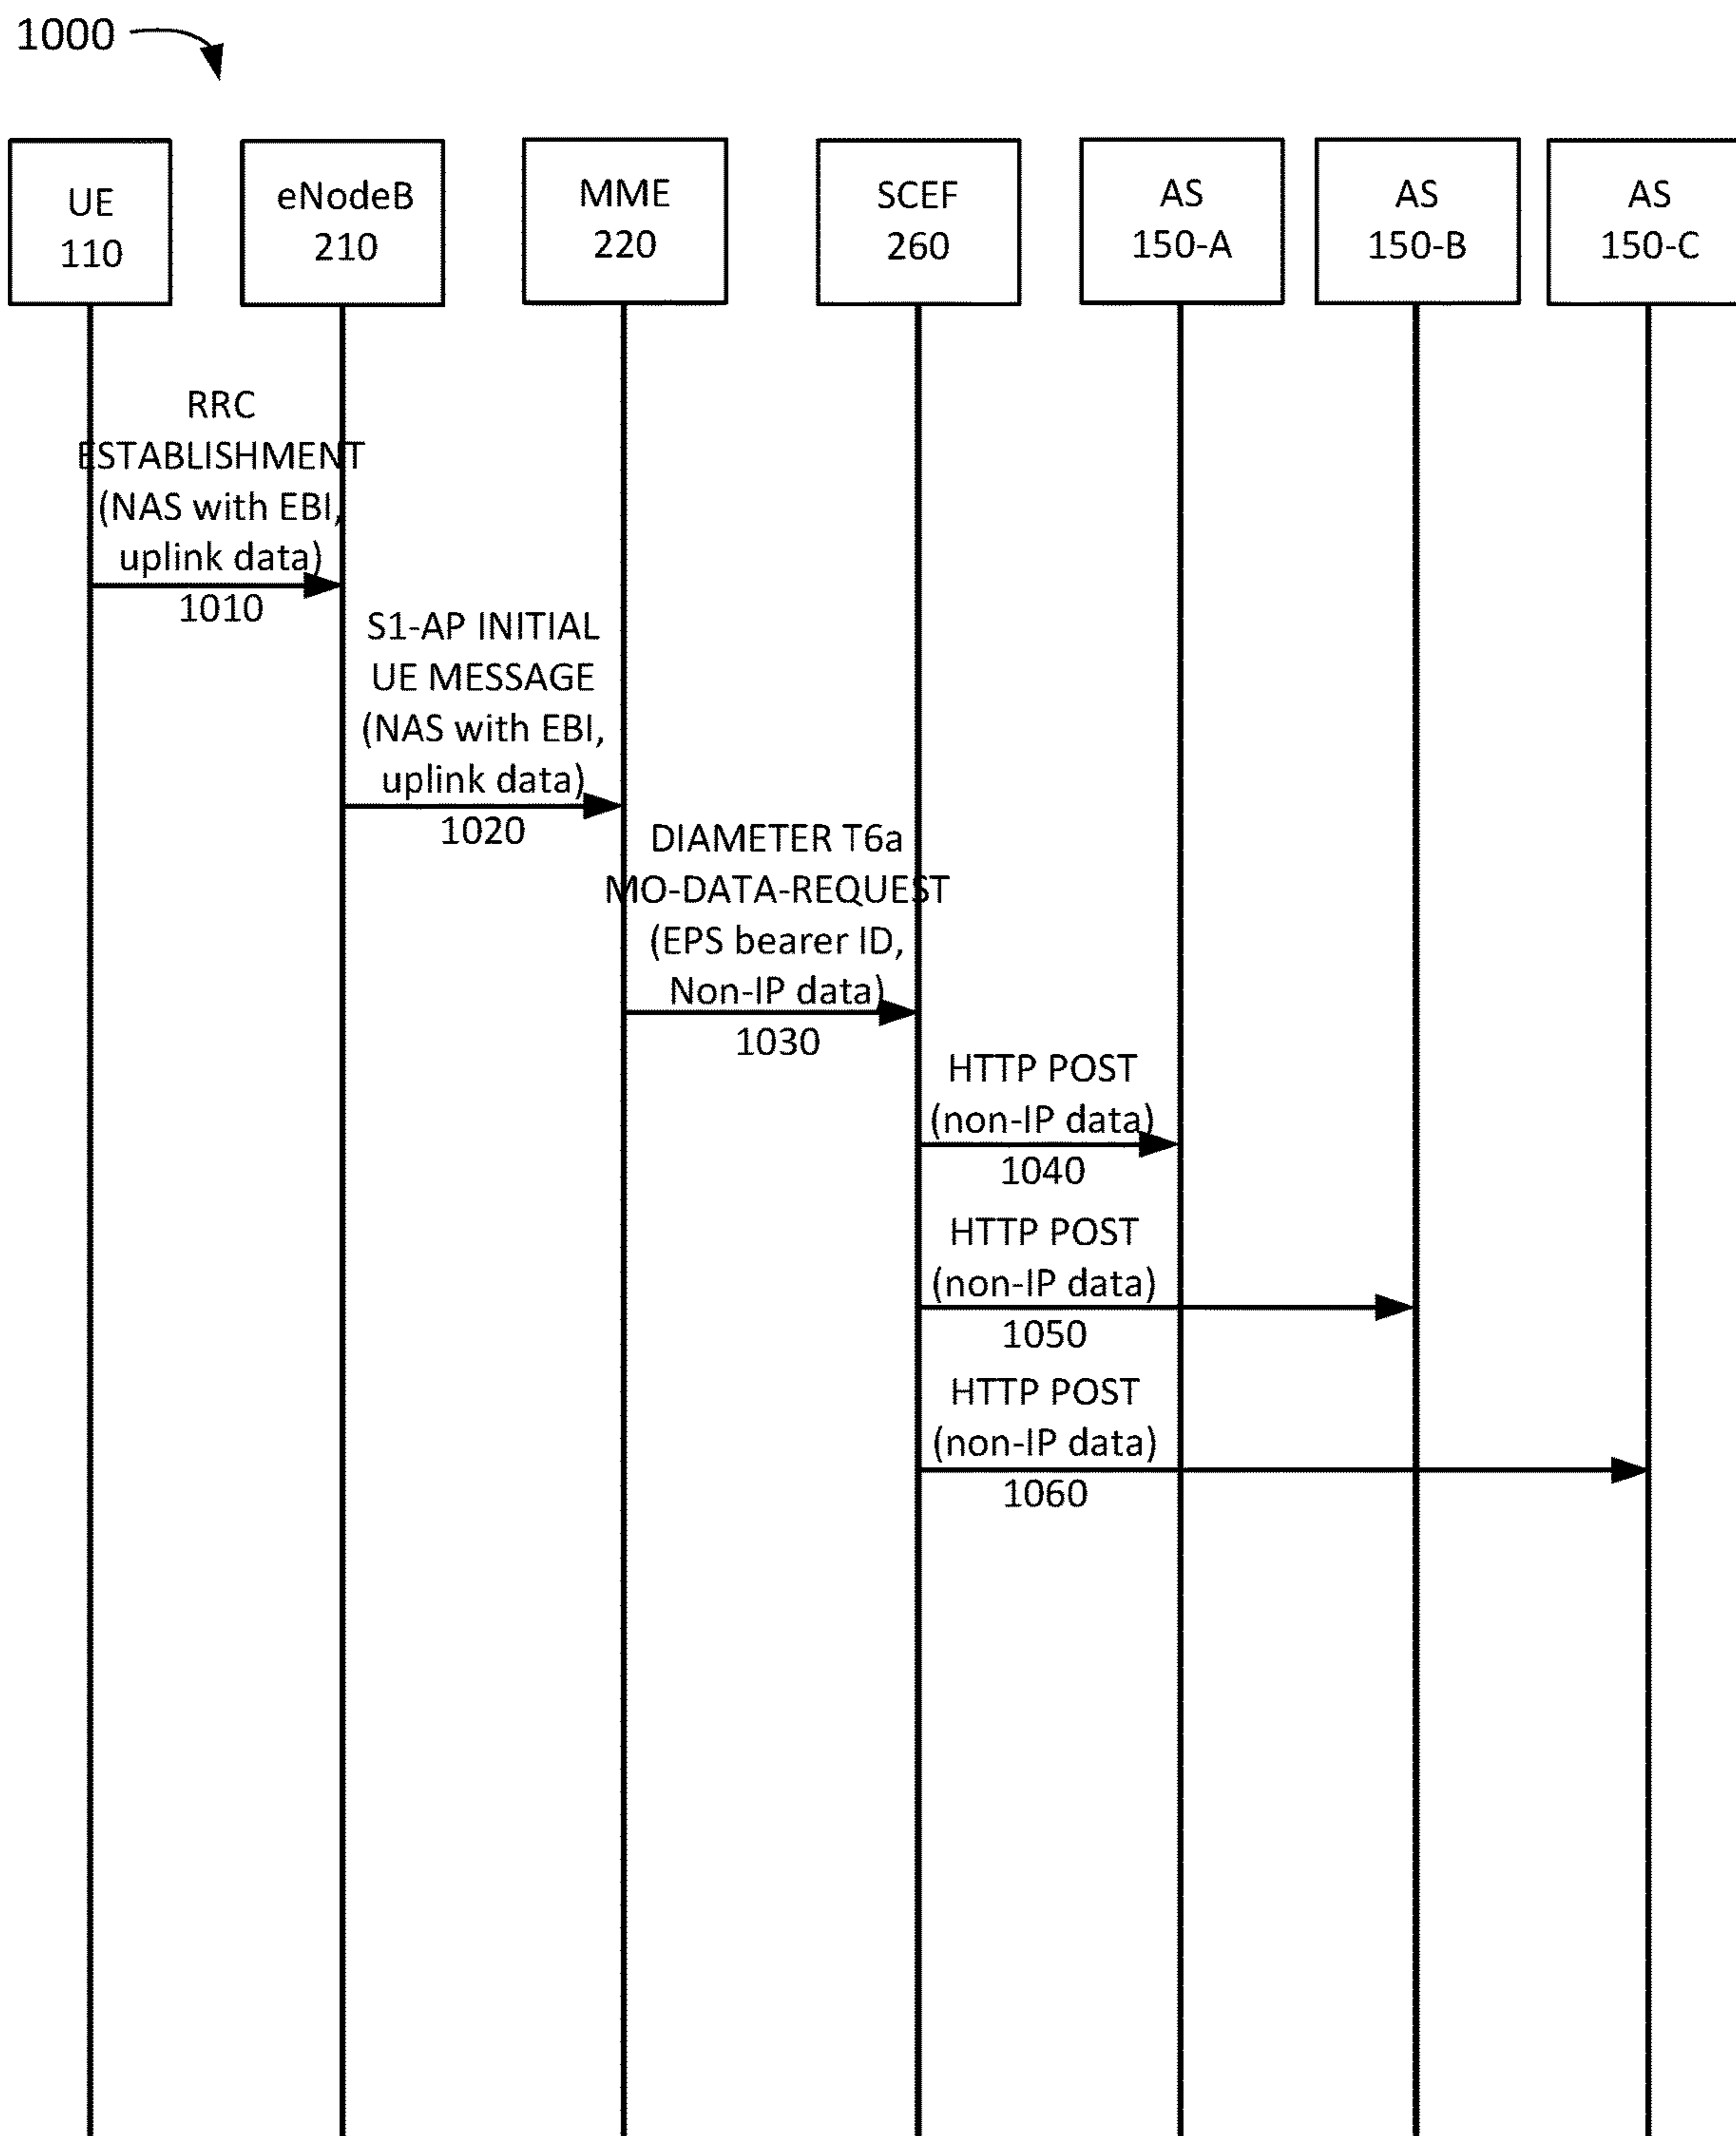 1000
UE
110
eNodeB
210
MME
220
SCEF
260
AS
150-A
AS
150-B
AS
150-C
RRC
ESTABLISHMENT
(NAS with EBI,
uplink data)
1010
S1-AP INITIAL
UE MESSAGE
(NAS with EBI,
uplink data)
1020
DIAMETER T6a
MO-DATA-REQUEST
(EPS bearer ID,
Non-IP data)
1030
HTTP POST
(non-IP data)
1040
HTTP POST
(non-IP data)
1050
HTTP POST
(non-IP data)
1060